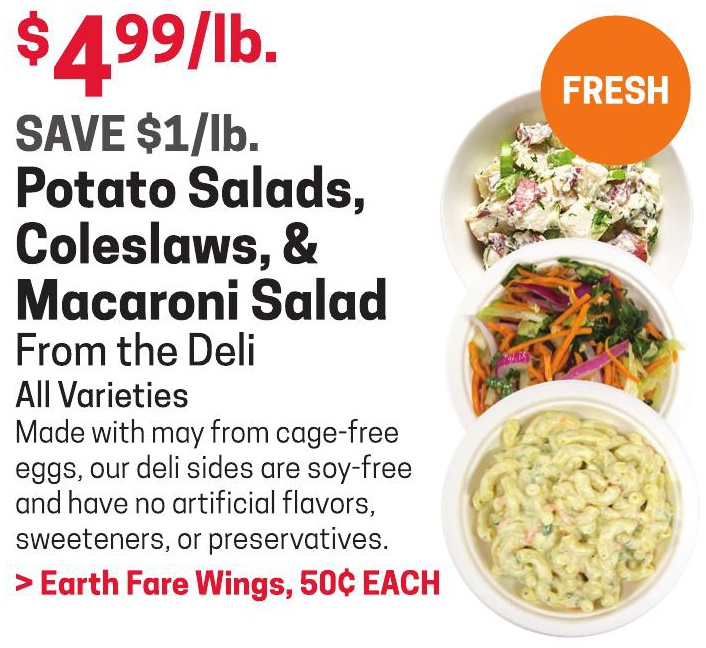 $4.99/lb.
SAVE $1/lb.
Potato Salads,
Coleslaws, &
Macaroni Salad
From the Deli
All Varieties
Made with may from cage-free
eggs, our deli sides are soy-free
and have no artificial flavors,
sweeteners, or preservatives.
> Earth Fare Wings, 50¢ EACH
FRESH